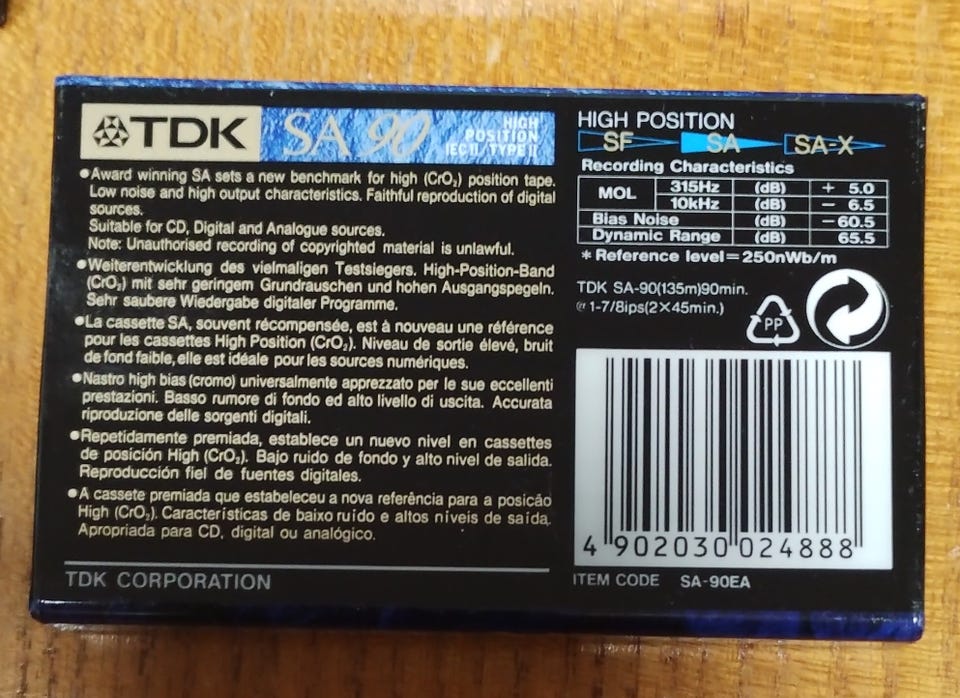 TDK SA 90 HIGH
POSITION
IEC II / TYPE II
●Award winning SA sets a new benchmark for high (CrO₂) position tape.
Low noise and high output characteristics. Faithful reproduction of digital
sources.
Suitable for CD, Digital and Analogue sources.
Note: Unauthorised recording of copyrighted material is unlawful.
●Weiterentwicklung des vielmaligen Testsiegers. High-Position-Band
(CrO₂) mit sehr geringem Grundrauschen und hohen Ausgangspegeln.
Sehr saubere Wiedergabe digitaler Programme.
●La cassette SA, souvent récompensée, est à nouveau une référence
pour les cassettes High Position (CrO₂). Niveau de sortie élevé, bruit
de fond faible, elle est idéale pour les sources numériques.
●Nastro high bias (cromo) universalmente apprezzato per le sue eccellenti
prestazioni. Basso rumore di fondo ed alto livello di uscita. Accurata
riproduzione delle sorgenti digitali.
●Repetidamente premiada, establece un nuevo nivel en cassettes
de posición High (CrO₂). Bajo ruido de fondo y alto nivel de salida.
Reproducción fiel de fuentes digitales.
●A cassete premiada que estabeleceu a nova referência para a posicão
High (CrO₂). Características de baixo ruído e altos níveis de saída.
Apropriada para CD, digital ou analógico.
TDK CORPORATION
HIGH POSITION
SF SA SA-X
Recording Characteristics
MOL 315Hz (dB) + 5.0
10kHz (dB) − 6.5
Bias Noise (dB) −60.5
Dynamic Range (dB) 65.5
*Reference level=250nWb/m
TDK SA-90(135m)90min.
@1-7/8ips(2×45min.)
PP
4 902030 024888
ITEM CODE SA-90EA